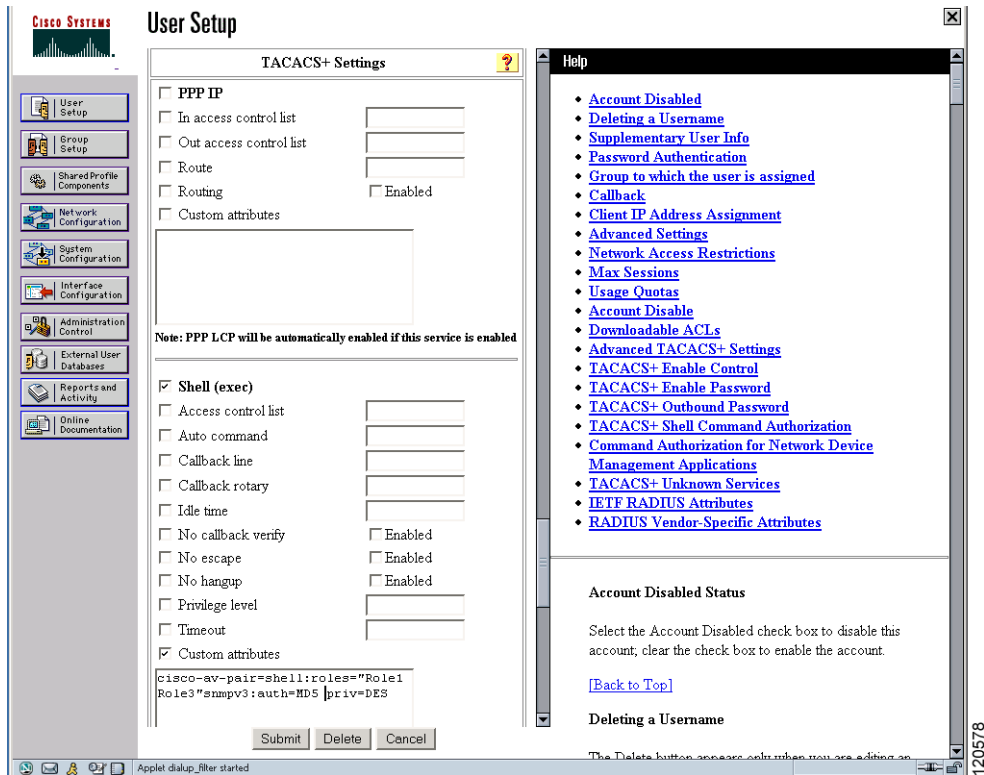 CISCO SYSTEMS
User Setup
User
Setup
Group
Setup
Shared Profile
Components
Network
Configuration
System
Configuration
Interface
Configuration
Administration
Control
External User
Databases
Reports and
Activity
Online
Documentation
TACACS+ Settings
?
PPP IP
In access control list
Out access control list
Route
Routing Enabled
Custom attributes
Note: PPP LCP will be automatically enabled if this service is enabled
Shell (exec)
Access control list
Auto command
Callback line
Callback rotary
Idle time
No callback verify Enabled
No escape Enabled
No hangup Enabled
Privilege level
Timeout
Custom attributes
cisco-av-pair=shell:roles="Role1
Role3"snmpv3:auth=MD5 priv=DES
Submit Delete Cancel
Help
Account Disabled
Deleting a Username
Supplementary User Info
Password Authentication
Group to which the user is assigned
Callback
Client IP Address Assignment
Advanced Settings
Network Access Restrictions
Max Sessions
Usage Quotas
Account Disable
Downloadable ACLs
Advanced TACACS+ Settings
TACACS+ Enable Control
TACACS+ Enable Password
TACACS+ Outbound Password
TACACS+ Shell Command Authorization
Command Authorization for Network Device
Management Applications
TACACS+ Unknown Services
IETF RADIUS Attributes
RADIUS Vendor-Specific Attributes
Account Disabled Status
Select the Account Disabled check box to disable this
account; clear the check box to enable the account.
[Back to Top]
Deleting a Username
The Delete button appears only when you are editing an
Applet dialup_filter started
120578